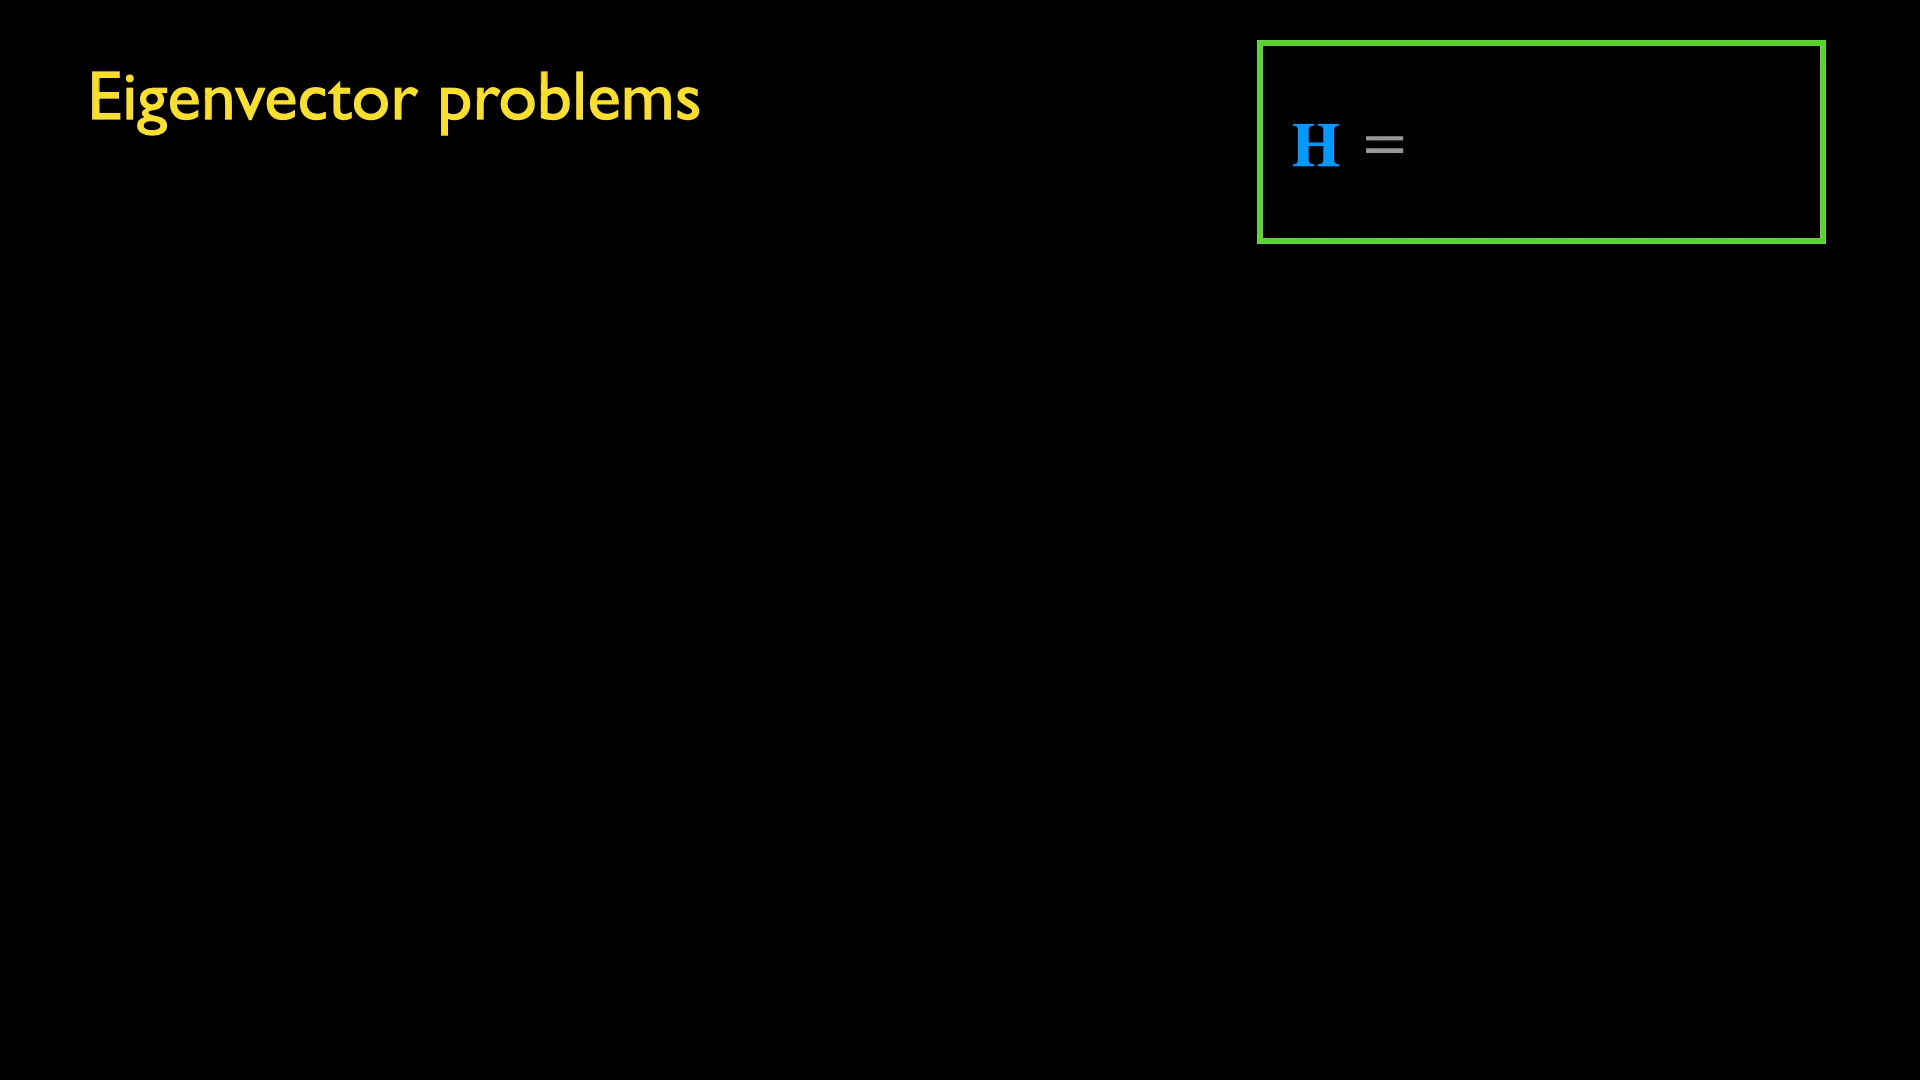 Eigenvector problems
H =